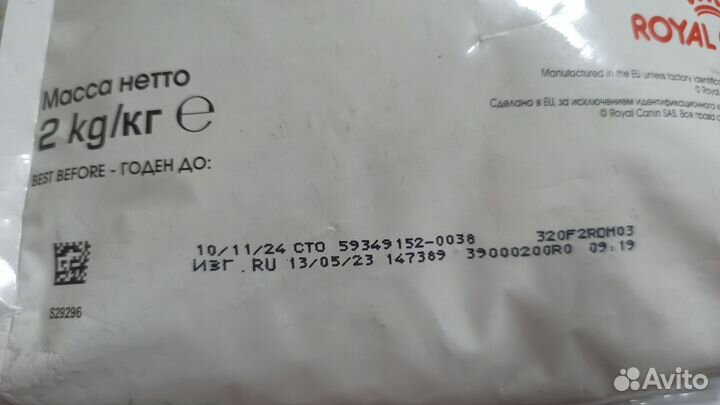 ROYAL
Масса нетто
2 kg/кг ℮
Manufactured in the EU unless factory
© Royal
Сделано в EU, за исключением идентификационного
© Royal Canin SAS. Все права
BEST BEFORE - ГОДЕН ДО:
10/11/24 СТО 59349152-0038 320F2RDM03
ИЗГ. RU 13/05/23 147389 39000200R0 09:19
S29296
Avito